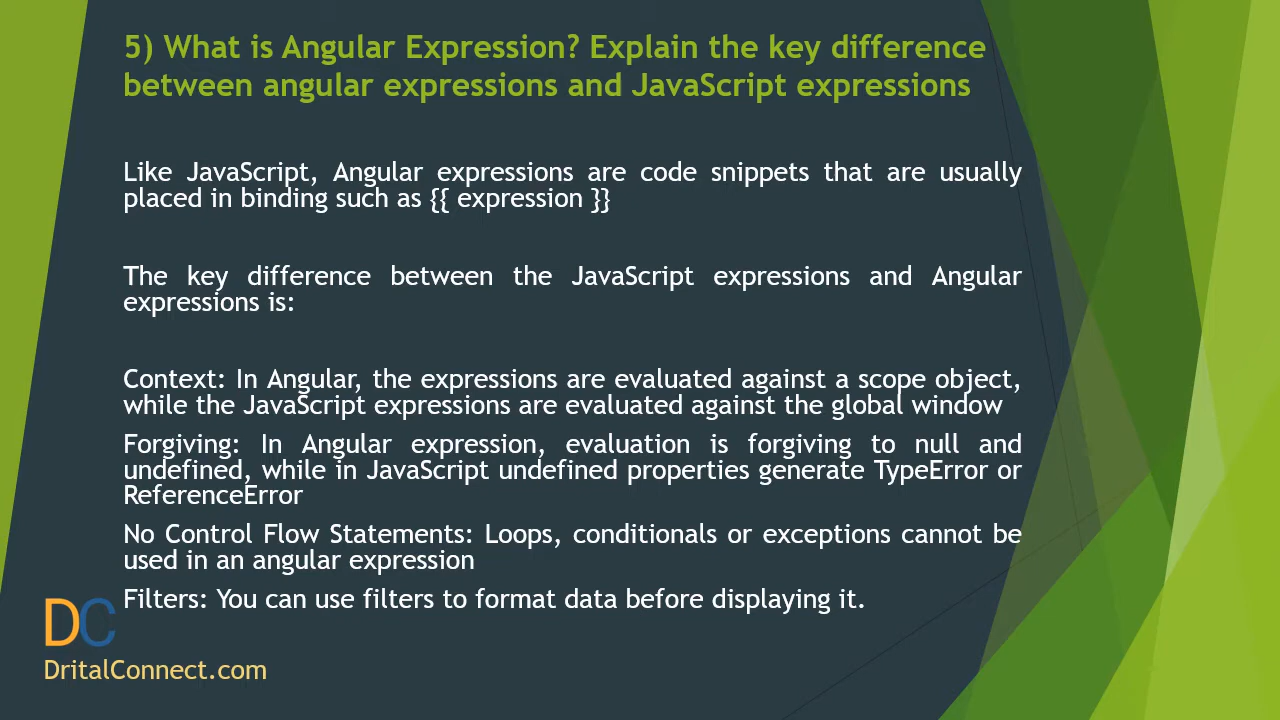 5) What is Angular Expression? Explain the key difference
between angular expressions and JavaScript expressions
Like JavaScript, Angular expressions are code snippets that are usually
placed in binding such as {{ expression }}
The key difference between the JavaScript expressions and Angular
expressions is:
Context: In Angular, the expressions are evaluated against a scope object,
while the JavaScript expressions are evaluated against the global window
Forgiving: In Angular expression, evaluation is forgiving to null and
undefined, while in JavaScript undefined properties generate TypeError or
ReferenceError
No Control Flow Statements: Loops, conditionals or exceptions cannot be
used in an angular expression
Filters: You can use filters to format data before displaying it.
DC
DritalConnect.com